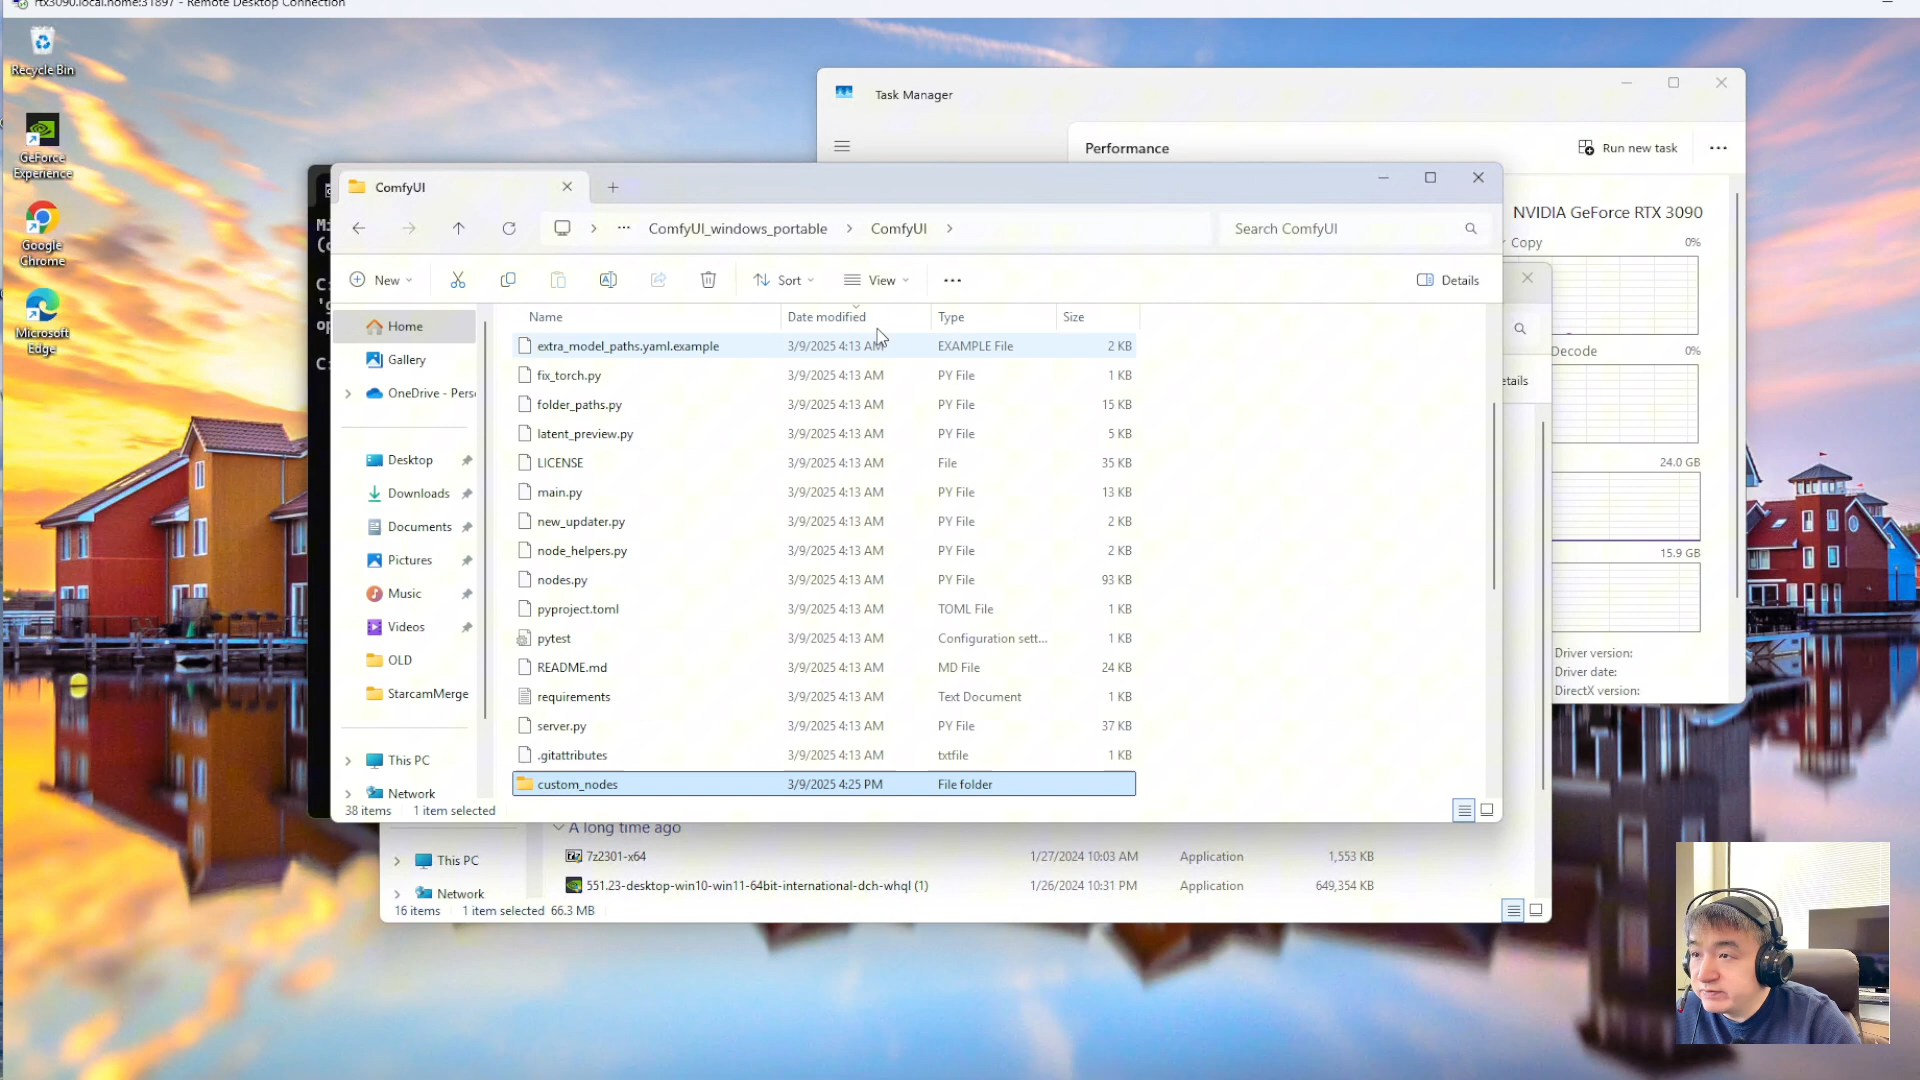 rtx3090.local.home:31897 - Remote Desktop Connection
Recycle Bin
GeForce
Experience
Google
Chrome
Microsoft
Edge
Task Manager
Performance
Run new task
NVIDIA GeForce RTX 3090
Copy 0%
Decode 0%
24.0 GB
15.9 GB
Driver version:
Driver date:
DirectX version:
etails
ComfyUI
ComfyUI_windows_portable > ComfyUI >
Search ComfyUI
New
Sort
View
Details
Home
Gallery
OneDrive - Pers
Desktop
Downloads
Documents
Pictures
Music
Videos
OLD
StarcamMerge
This PC
Network
Name Date modified Type Size
extra_model_paths.yaml.example 3/9/2025 4:13 AM EXAMPLE File 2 KB
fix_torch.py 3/9/2025 4:13 AM PY File 1 KB
folder_paths.py 3/9/2025 4:13 AM PY File 15 KB
latent_preview.py 3/9/2025 4:13 AM PY File 5 KB
LICENSE 3/9/2025 4:13 AM File 35 KB
main.py 3/9/2025 4:13 AM PY File 13 KB
new_updater.py 3/9/2025 4:13 AM PY File 2 KB
node_helpers.py 3/9/2025 4:13 AM PY File 2 KB
nodes.py 3/9/2025 4:13 AM PY File 93 KB
pyproject.toml 3/9/2025 4:13 AM TOML File 1 KB
pytest 3/9/2025 4:13 AM Configuration sett... 1 KB
README.md 3/9/2025 4:13 AM MD File 24 KB
requirements 3/9/2025 4:13 AM Text Document 1 KB
server.py 3/9/2025 4:13 AM PY File 37 KB
.gitattributes 3/9/2025 4:13 AM txtfile 1 KB
custom_nodes 3/9/2025 4:25 PM File folder
38 items 1 item selected
A long time ago
This PC
Network
7z2301-x64 1/27/2024 10:03 AM Application 1,553 KB
551.23-desktop-win10-win11-64bit-international-dch-whql (1) 1/26/2024 10:31 PM Application 649,354 KB
16 items 1 item selected 66.3 MB